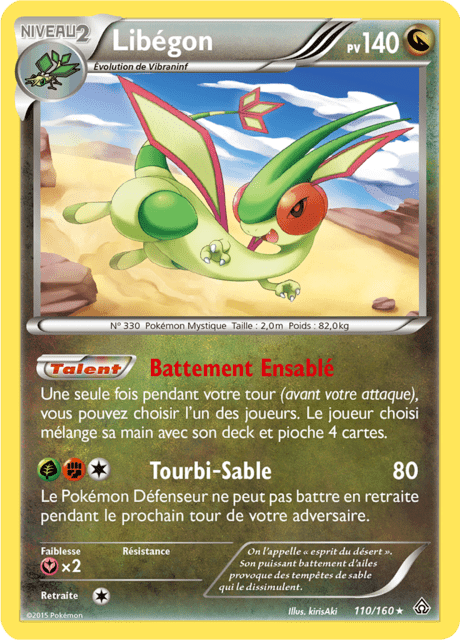 NIVEAU2
Libégon
PV140
Évolution de Vibraninf
N° 330 Pokémon Mystique Taille : 2,0m Poids : 82,0kg
Talent Battement Ensablé
Une seule fois pendant votre tour (avant votre attaque),
vous pouvez choisir l'un des joueurs. Le joueur choisi
mélange sa main avec son deck et pioche 4 cartes.
Tourbi-Sable 80
Le Pokémon Défenseur ne peut pas battre en retraite
pendant le prochain tour de votre adversaire.
Faiblesse Résistance
×2
Retraite
On l'appelle « esprit du désert ».
Son puissant battement d'ailes
provoque des tempêtes de sable
qui le dissimulent.
©2015 Pokémon
Illus. kirisAki
110/160 ★